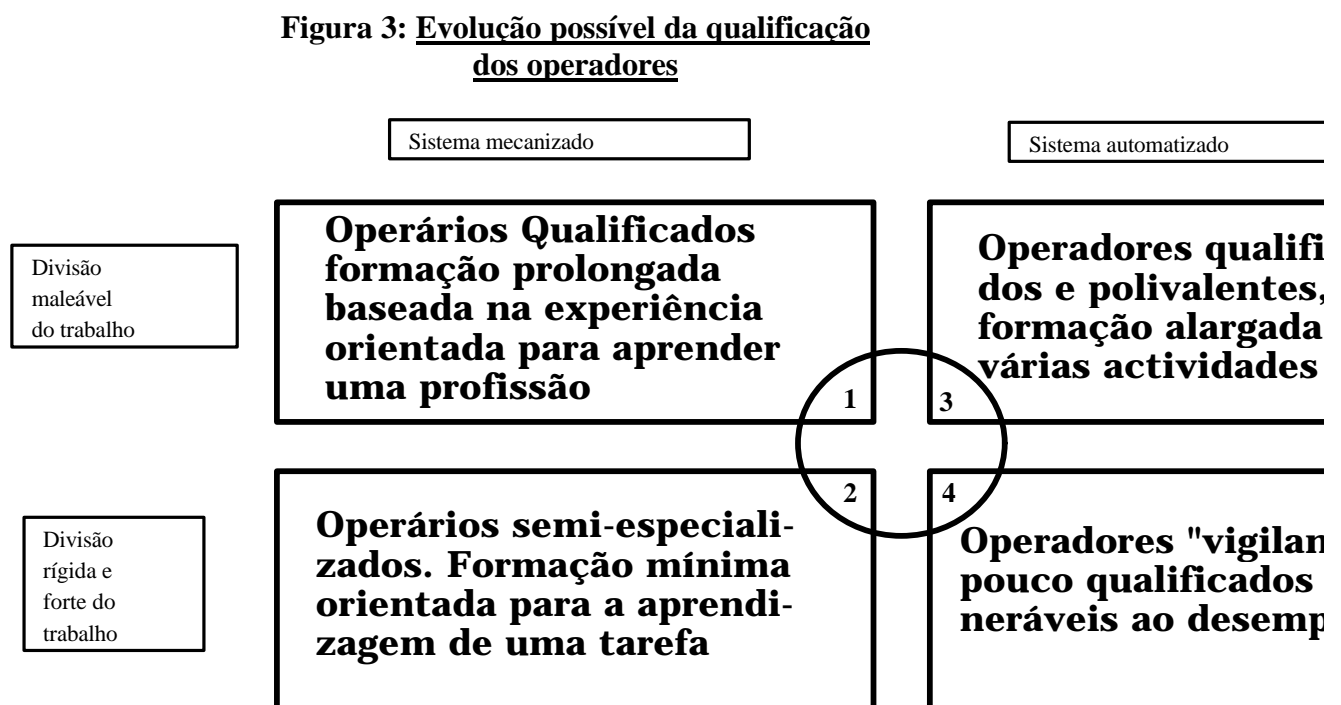 Figura 3: Evolução possível da qualificação
dos operadores
Sistema mecanizado
Sistema automatizado
Divisão
maleável
do trabalho
Operários Qualificados
formação prolongada
baseada na experiência
orientada para aprender
uma profissão
1
Operadores qualifi
dos e polivalentes,
formação alargada
várias actividades
3
Divisão
rígida e
forte do
trabalho
2
Operários semi-especiali-
zados. Formação mínima
orientada para a aprendi-
zagem de uma tarefa
4
Operadores "vigilan
pouco qualificados
neráveis ao desemp